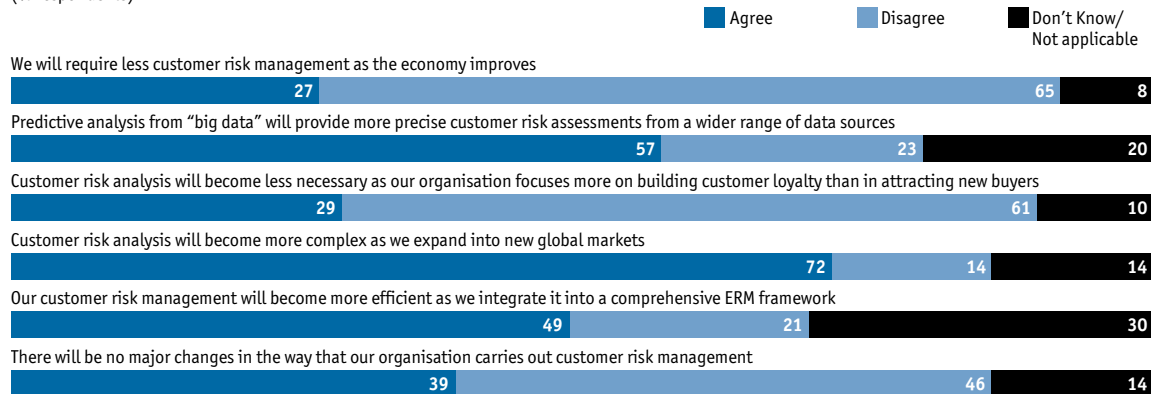 Agree Disagree Don't Know/
Not applicable
We will require less customer risk management as the economy improves
27 65 8
Predictive analysis from “big data” will provide more precise customer risk assessments from a wider range of data sources
57 23 20
Customer risk analysis will become less necessary as our organisation focuses more on building customer loyalty than in attracting new buyers
29 61 10
Customer risk analysis will become more complex as we expand into new global markets
72 14 14
Our customer risk management will become more efficient as we integrate it into a comprehensive ERM framework
49 21 30
There will be no major changes in the way that our organisation carries out customer risk management
39 46 14